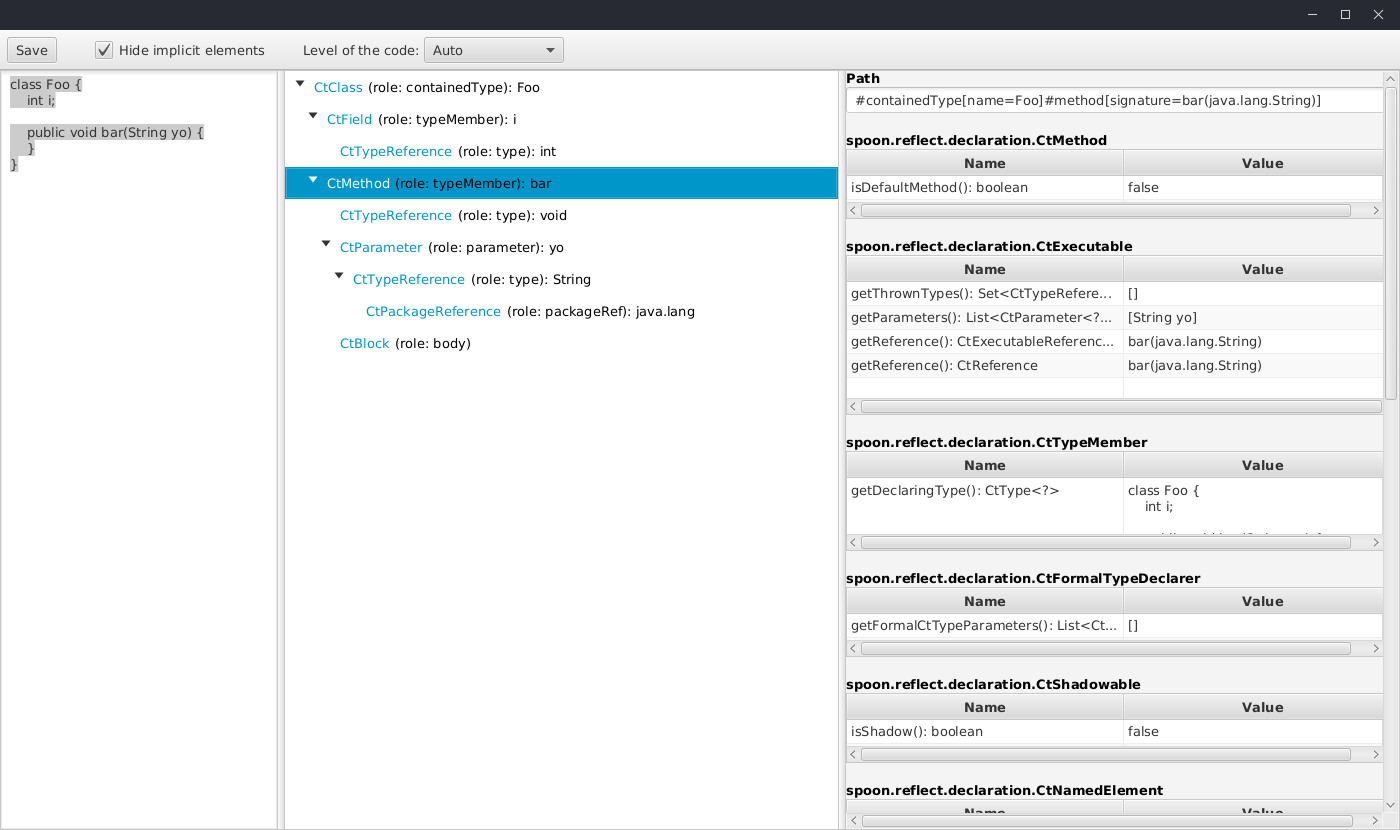 Save
Hide implicit elements
Level of the code:
Auto
class Foo {
int i;
public void bar(String yo) {
}
}
CtClass (role: containedType): Foo
CtField (role: typeMember): i
CtTypeReference (role: type): int
CtMethod (role: typeMember): bar
CtTypeReference (role: type): void
CtParameter (role: parameter): yo
CtTypeReference (role: type): String
CtPackageReference (role: packageRef): java.lang
CtBlock (role: body)
Path
#containedType[name=Foo]#method[signature=bar(java.lang.String)]
spoon.reflect.declaration.CtMethod
Name Value
isDefaultMethod(): boolean false
spoon.reflect.declaration.CtExecutable
Name Value
getThrownTypes(): Set<CtTypeRefere... []
getParameters(): List<CtParameter<?... [String yo]
getReference(): CtExecutableReferenc... bar(java.lang.String)
getReference(): CtReference bar(java.lang.String)
spoon.reflect.declaration.CtTypeMember
Name Value
getDeclaringType(): CtType<?> class Foo {
int i;
spoon.reflect.declaration.CtFormalTypeDeclarer
Name Value
getFormalCtTypeParameters(): List<Ct... []
spoon.reflect.declaration.CtShadowable
Name Value
isShadow(): boolean false
spoon.reflect.declaration.CtNamedElement
Name Value